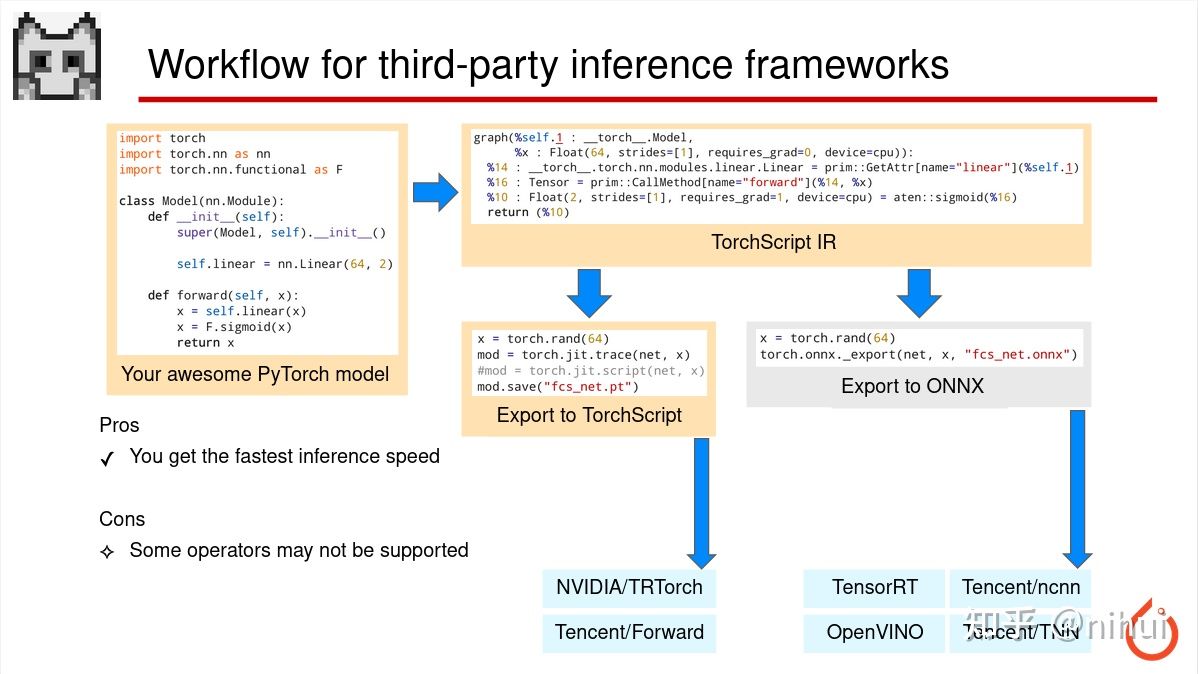 Workflow for third-party inference frameworks
import torch
import torch.nn as nn
import torch.nn.functional as F
class Model(nn.Module):
def __init__(self):
super(Model, self).__init__()
self.linear = nn.Linear(64, 2)
def forward(self, x):
x = self.linear(x)
x = F.sigmoid(x)
return x
Your awesome PyTorch model
graph(%self.1 : __torch__.Model,
%x : Float(64, strides=[1], requires_grad=0, device=cpu)):
%14 : __torch__.torch.nn.modules.linear.Linear = prim::GetAttr[name="linear"](%self.1)
%16 : Tensor = prim::CallMethod[name="forward"](%14, %x)
%10 : Float(2, strides=[1], requires_grad=1, device=cpu) = aten::sigmoid(%16)
return (%10)
TorchScript IR
x = torch.rand(64)
mod = torch.jit.trace(net, x)
#mod = torch.jit.script(net, x)
mod.save("fcs_net.pt")
Export to TorchScript
x = torch.rand(64)
torch.onnx._export(net, x, "fcs_net.onnx")
Export to ONNX
Pros
✓ You get the fastest inference speed
Cons
✧ Some operators may not be supported
NVIDIA/TRTorch
Tencent/Forward
TensorRT
Tencent/ncnn
OpenVINO
Tencent/TNN
知乎 @nihui